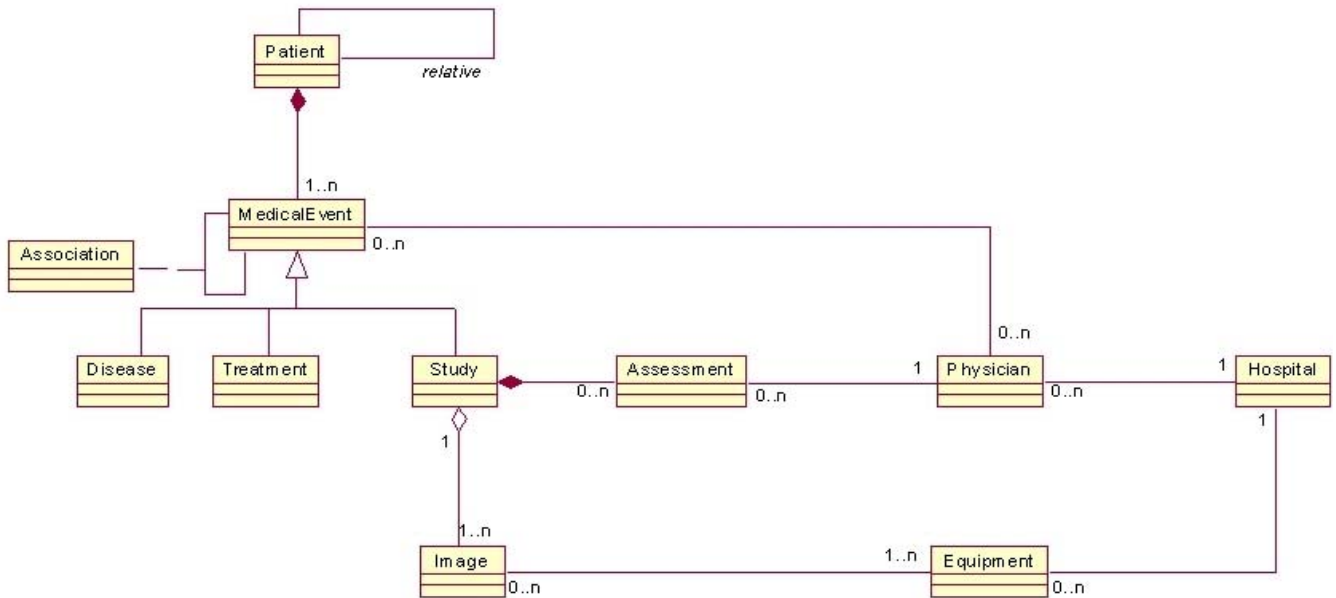 Patient
relative
1..n
MedicalEvent
0..n
Association
0..n
Disease
Treatment
Study
0..n
Assessment
0..n
1
Physician
0..n
1
Hospital
1
1
1..n
Image
0..n
1..n
Equipment
0..n